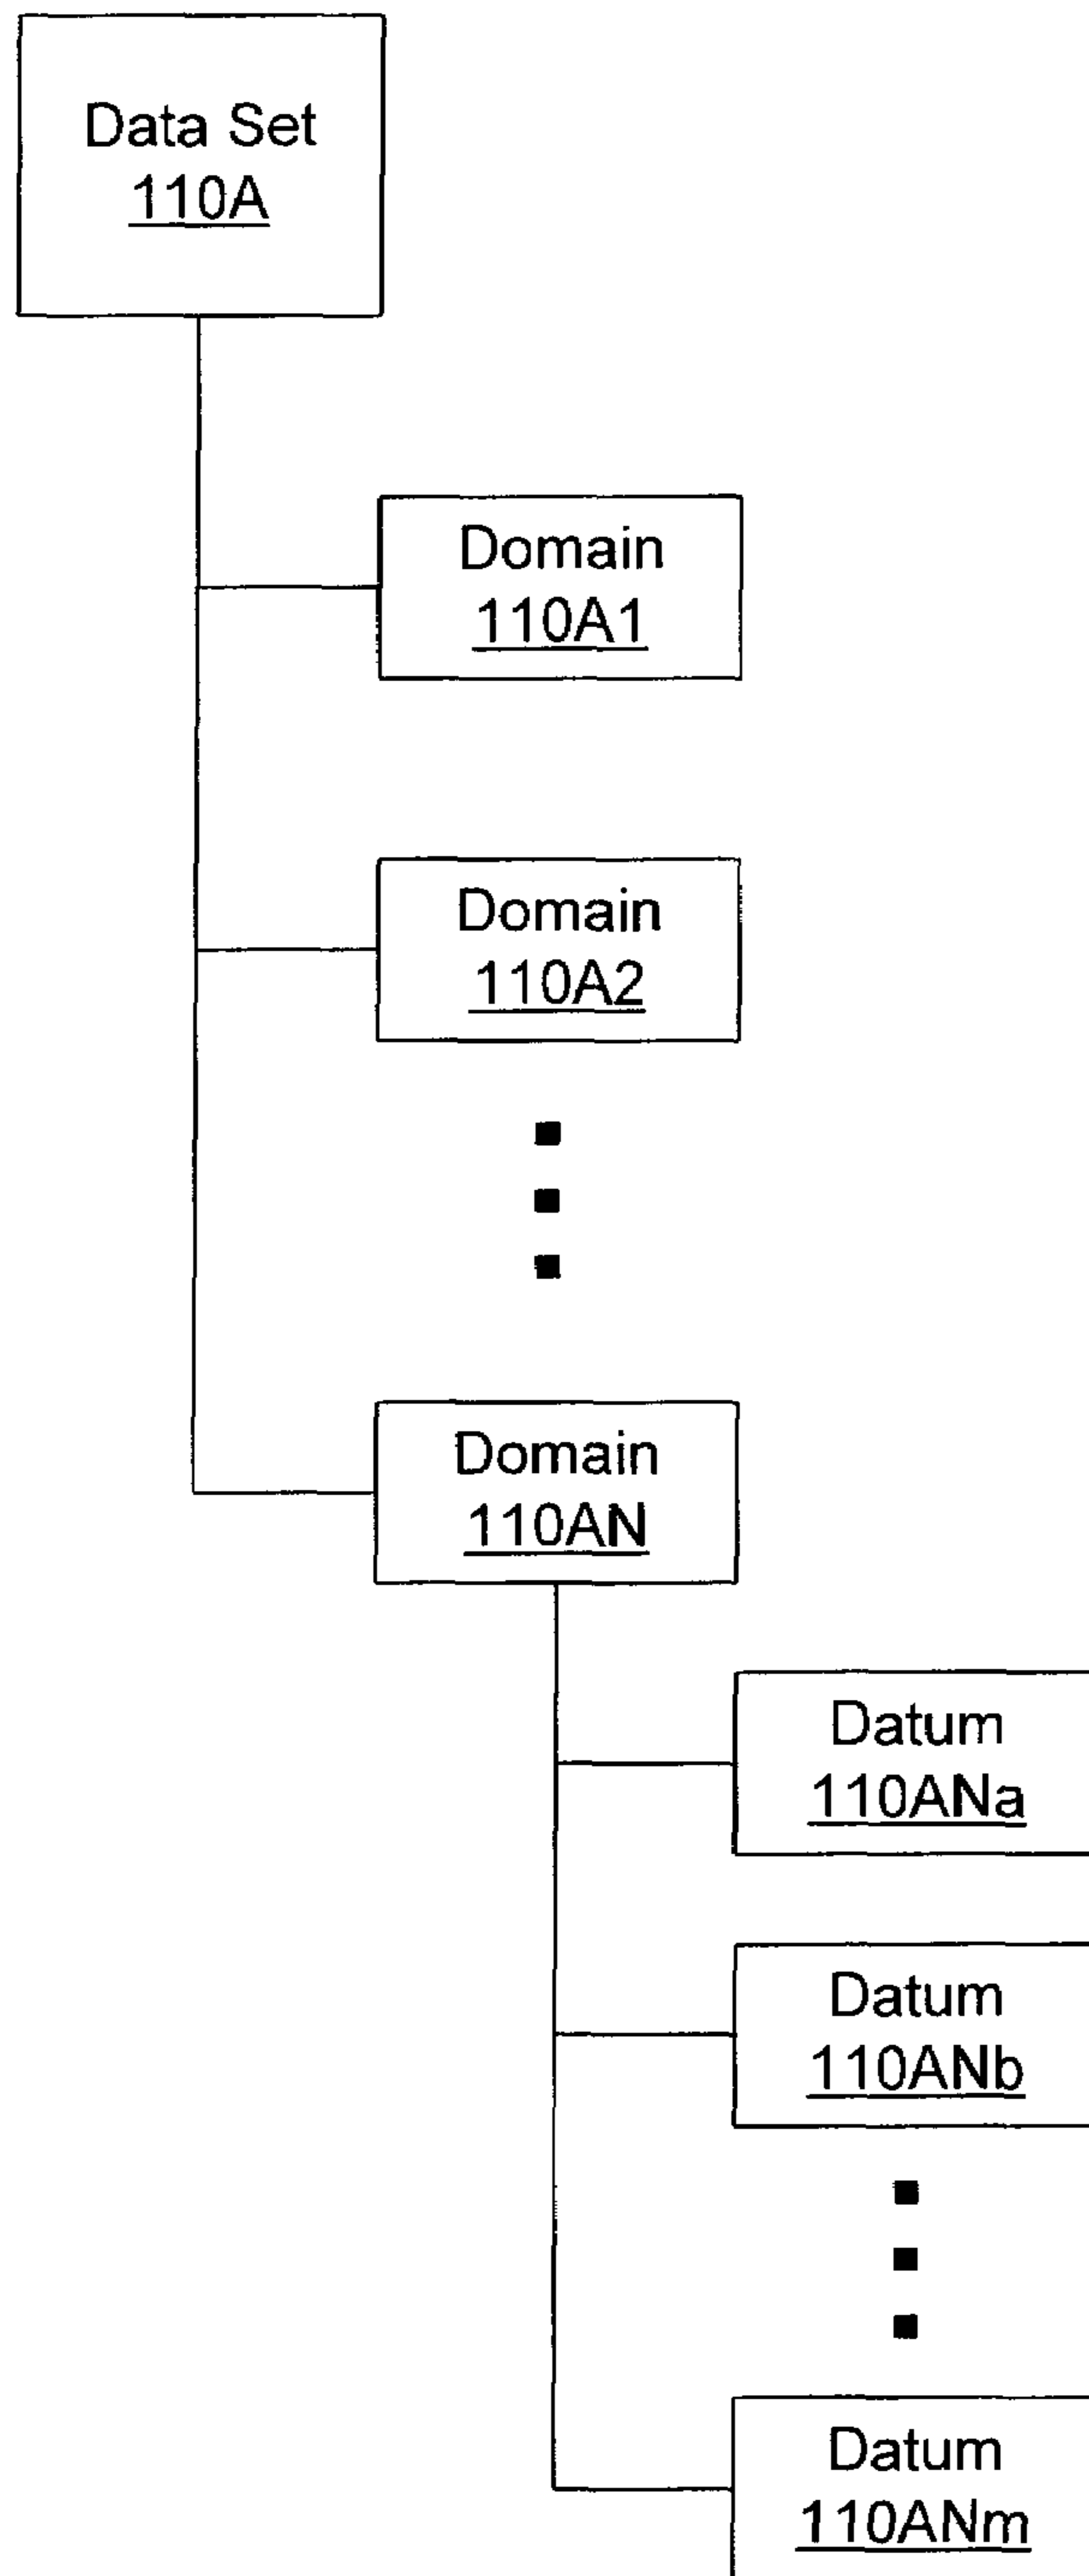 Data Set
110A
Domain
110A1
Domain
110A2
Domain
110AN
Datum
110ANa
Datum
110ANb
Datum
110ANm